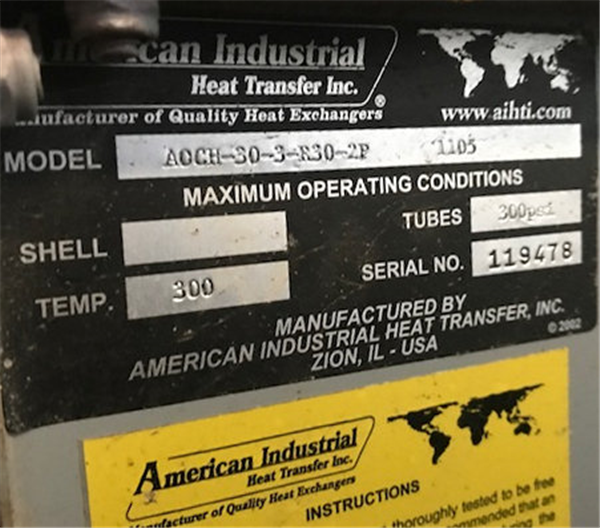 American Industrial
Heat Transfer Inc.
Manufacturer of Quality Heat Exchangers ®
www.aihti.com
MODEL AOCH-30-3-R30-2P 1105
MAXIMUM OPERATING CONDITIONS
SHELL
TUBES 300psi
TEMP. 300
SERIAL NO. 119478
MANUFACTURED BY
AMERICAN INDUSTRIAL HEAT TRANSFER, INC.
ZION, IL - USA
© 2002
American Industrial
Heat Transfer Inc.
Manufacturer of Quality Heat Exchangers
INSTRUCTIONS
thoroughly tested to be free
mmended that an
the